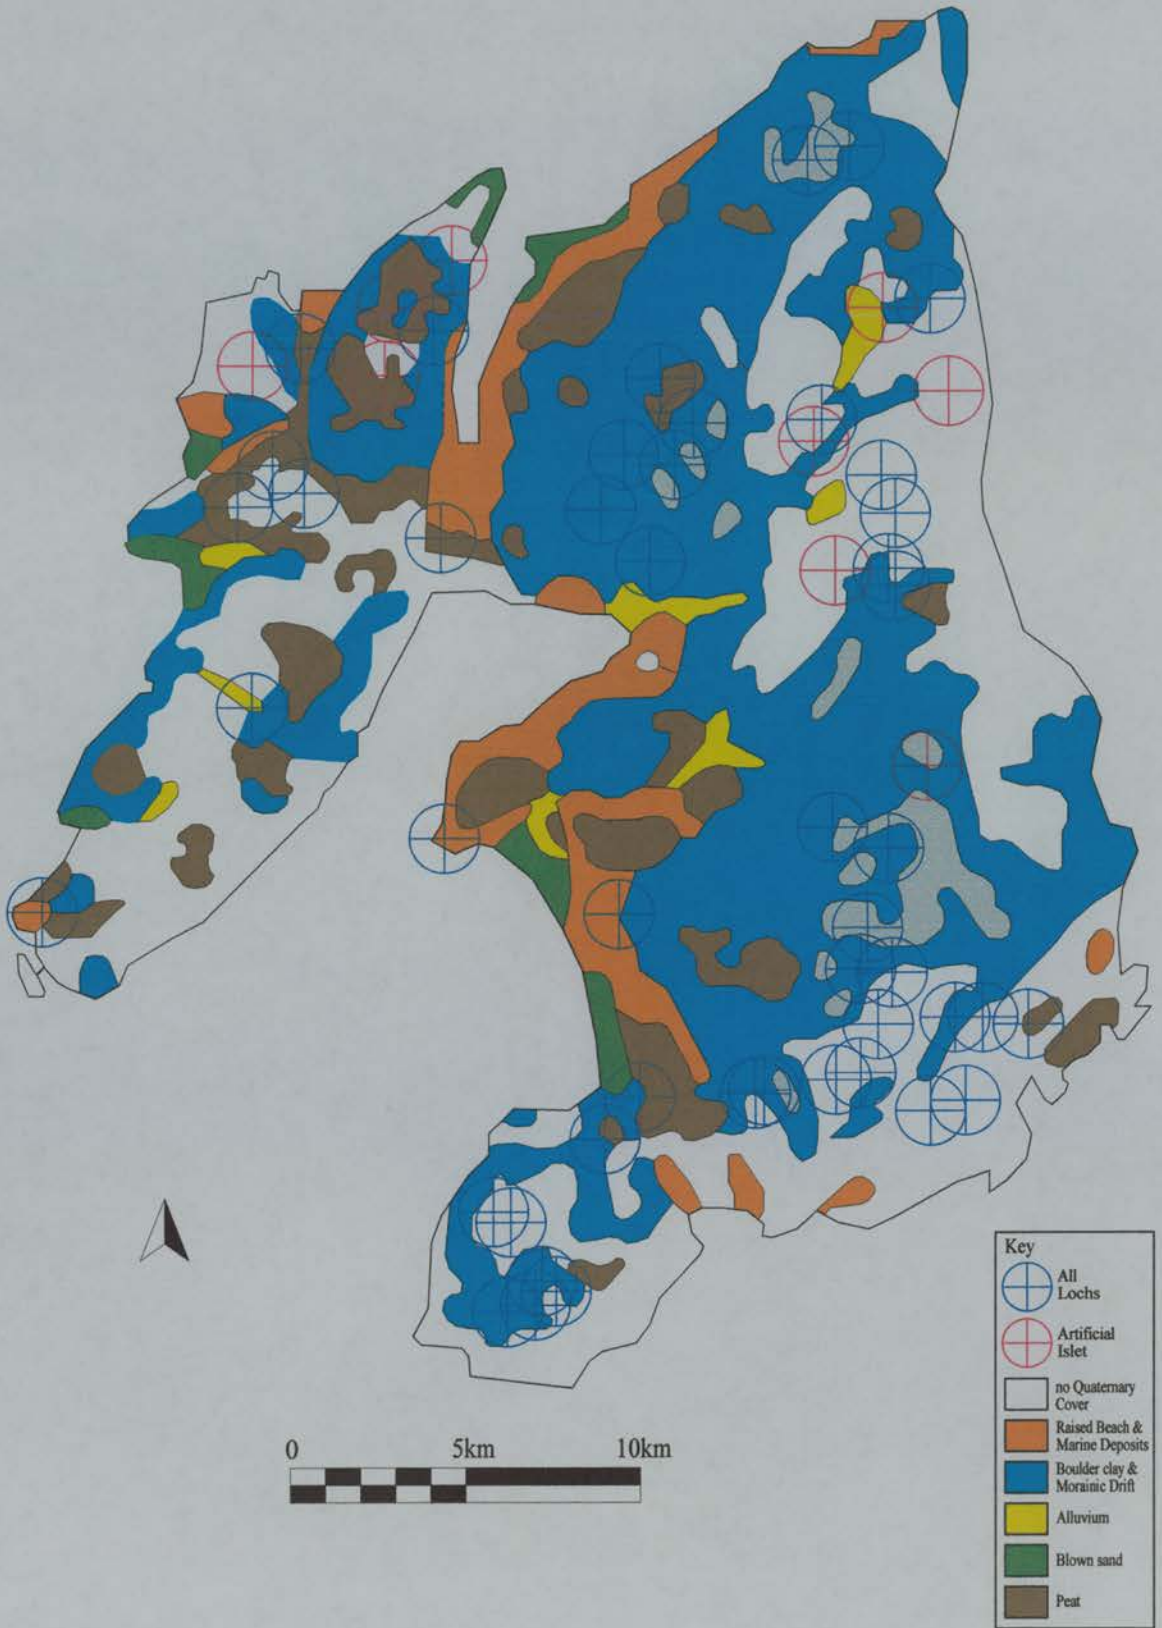 0 5km 10km
Key
All
Lochs
Artificial
Islet
no Quaternary
Cover
Raised Beach &
Marine Deposits
Boulder clay &
Morainic Drift
Alluvium
Blown sand
Peat